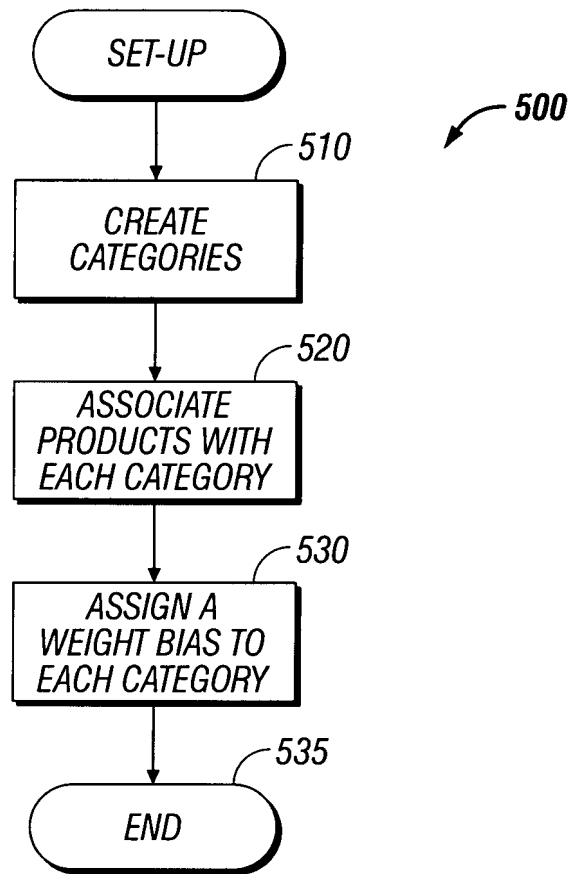 SET-UP
500
510
CREATE
CATEGORIES
520
ASSOCIATE
PRODUCTS WITH
EACH CATEGORY
530
ASSIGN A
WEIGHT BIAS TO
EACH CATEGORY
535
END